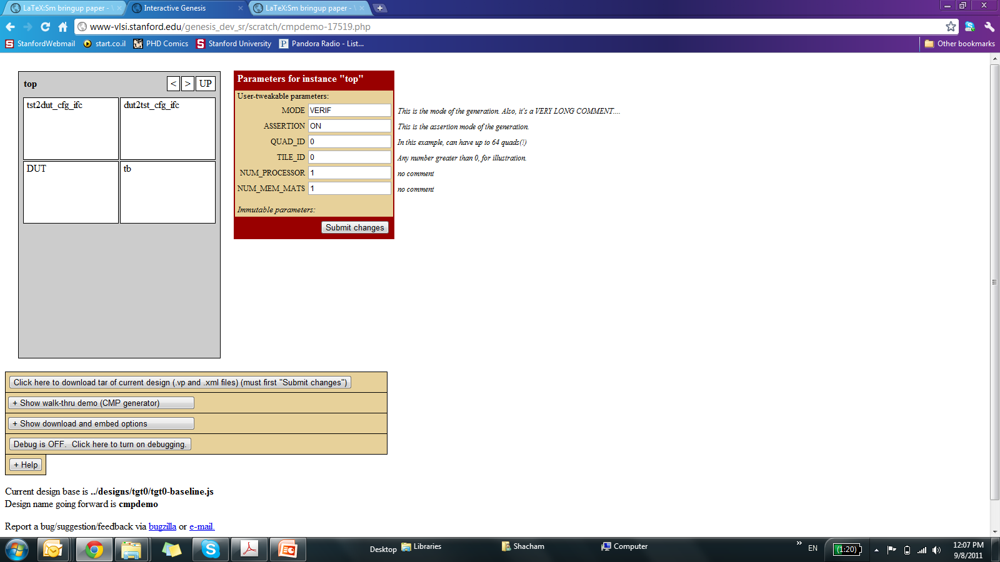 LaTeX:Sm bringup paper -
Interactive Genesis
LaTeX:Sm bringup paper -
www-vlsi.stanford.edu/genesis_dev_sr/scratch/cmpdemo-17519.php
StanfordWebmail
start.co.il
PHD Comics
Stanford University
Pandora Radio - List...
Other bookmarks
top
< > UP
tst2dut_cfg_ifc
dut2tst_cfg_ifc
DUT
tb
Parameters for instance "top"
User-tweakable parameters:
MODE VERIF This is the mode of the generation. Also, it's a VERY LONG COMMENT....
ASSERTION ON This is the assertion mode of the generation.
QUAD_ID 0 In this example, can have up to 64 quads(!)
TILE_ID 0 Any number greater than 0, for illustration.
NUM_PROCESSOR 1 no comment
NUM_MEM_MATS 1 no comment
Immutable parameters:
Submit changes
Click here to download tar of current design (.vp and .xml files) (must first "Submit changes")
+ Show walk-thru demo (CMP generator)
+ Show download and embed options
Debug is OFF. Click here to turn on debugging.
+ Help
Current design base is ../designs/tgt0/tgt0-baseline.js
Design name going forward is cmpdemo
Report a bug/suggestion/feedback via bugzilla or e-mail.
Desktop
Libraries
Shacham
Computer
»
EN
(1:20)
12:07 PM
9/8/2011